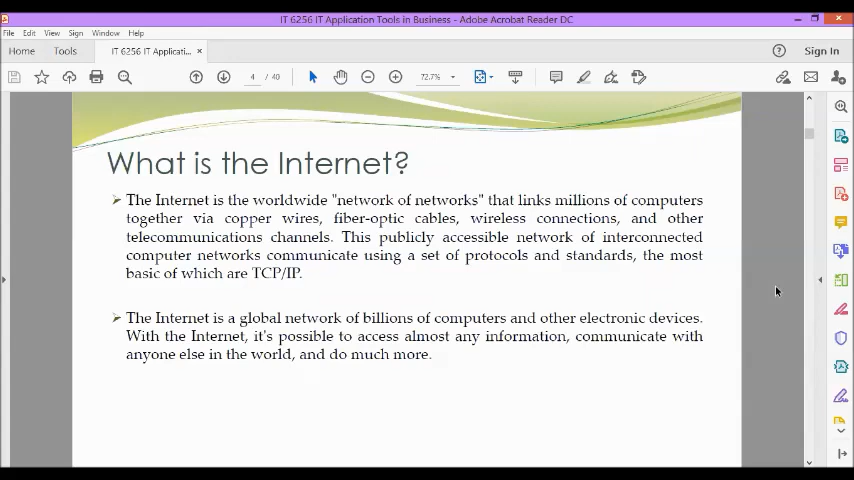 IT 6256 IT Application Tools in Business - Adobe Acrobat Reader DC
File Edit View Sign Window Help
Home Tools IT 6256 IT Applicati... × Sign In
4 / 40 72.7%
What is the Internet?
The Internet is the worldwide "network of networks" that links millions of computers
together via copper wires, fiber-optic cables, wireless connections, and other
telecommunications channels. This publicly accessible network of interconnected
computer networks communicate using a set of protocols and standards, the most
basic of which are TCP/IP.
The Internet is a global network of billions of computers and other electronic devices.
With the Internet, it's possible to access almost any information, communicate with
anyone else in the world, and do much more.